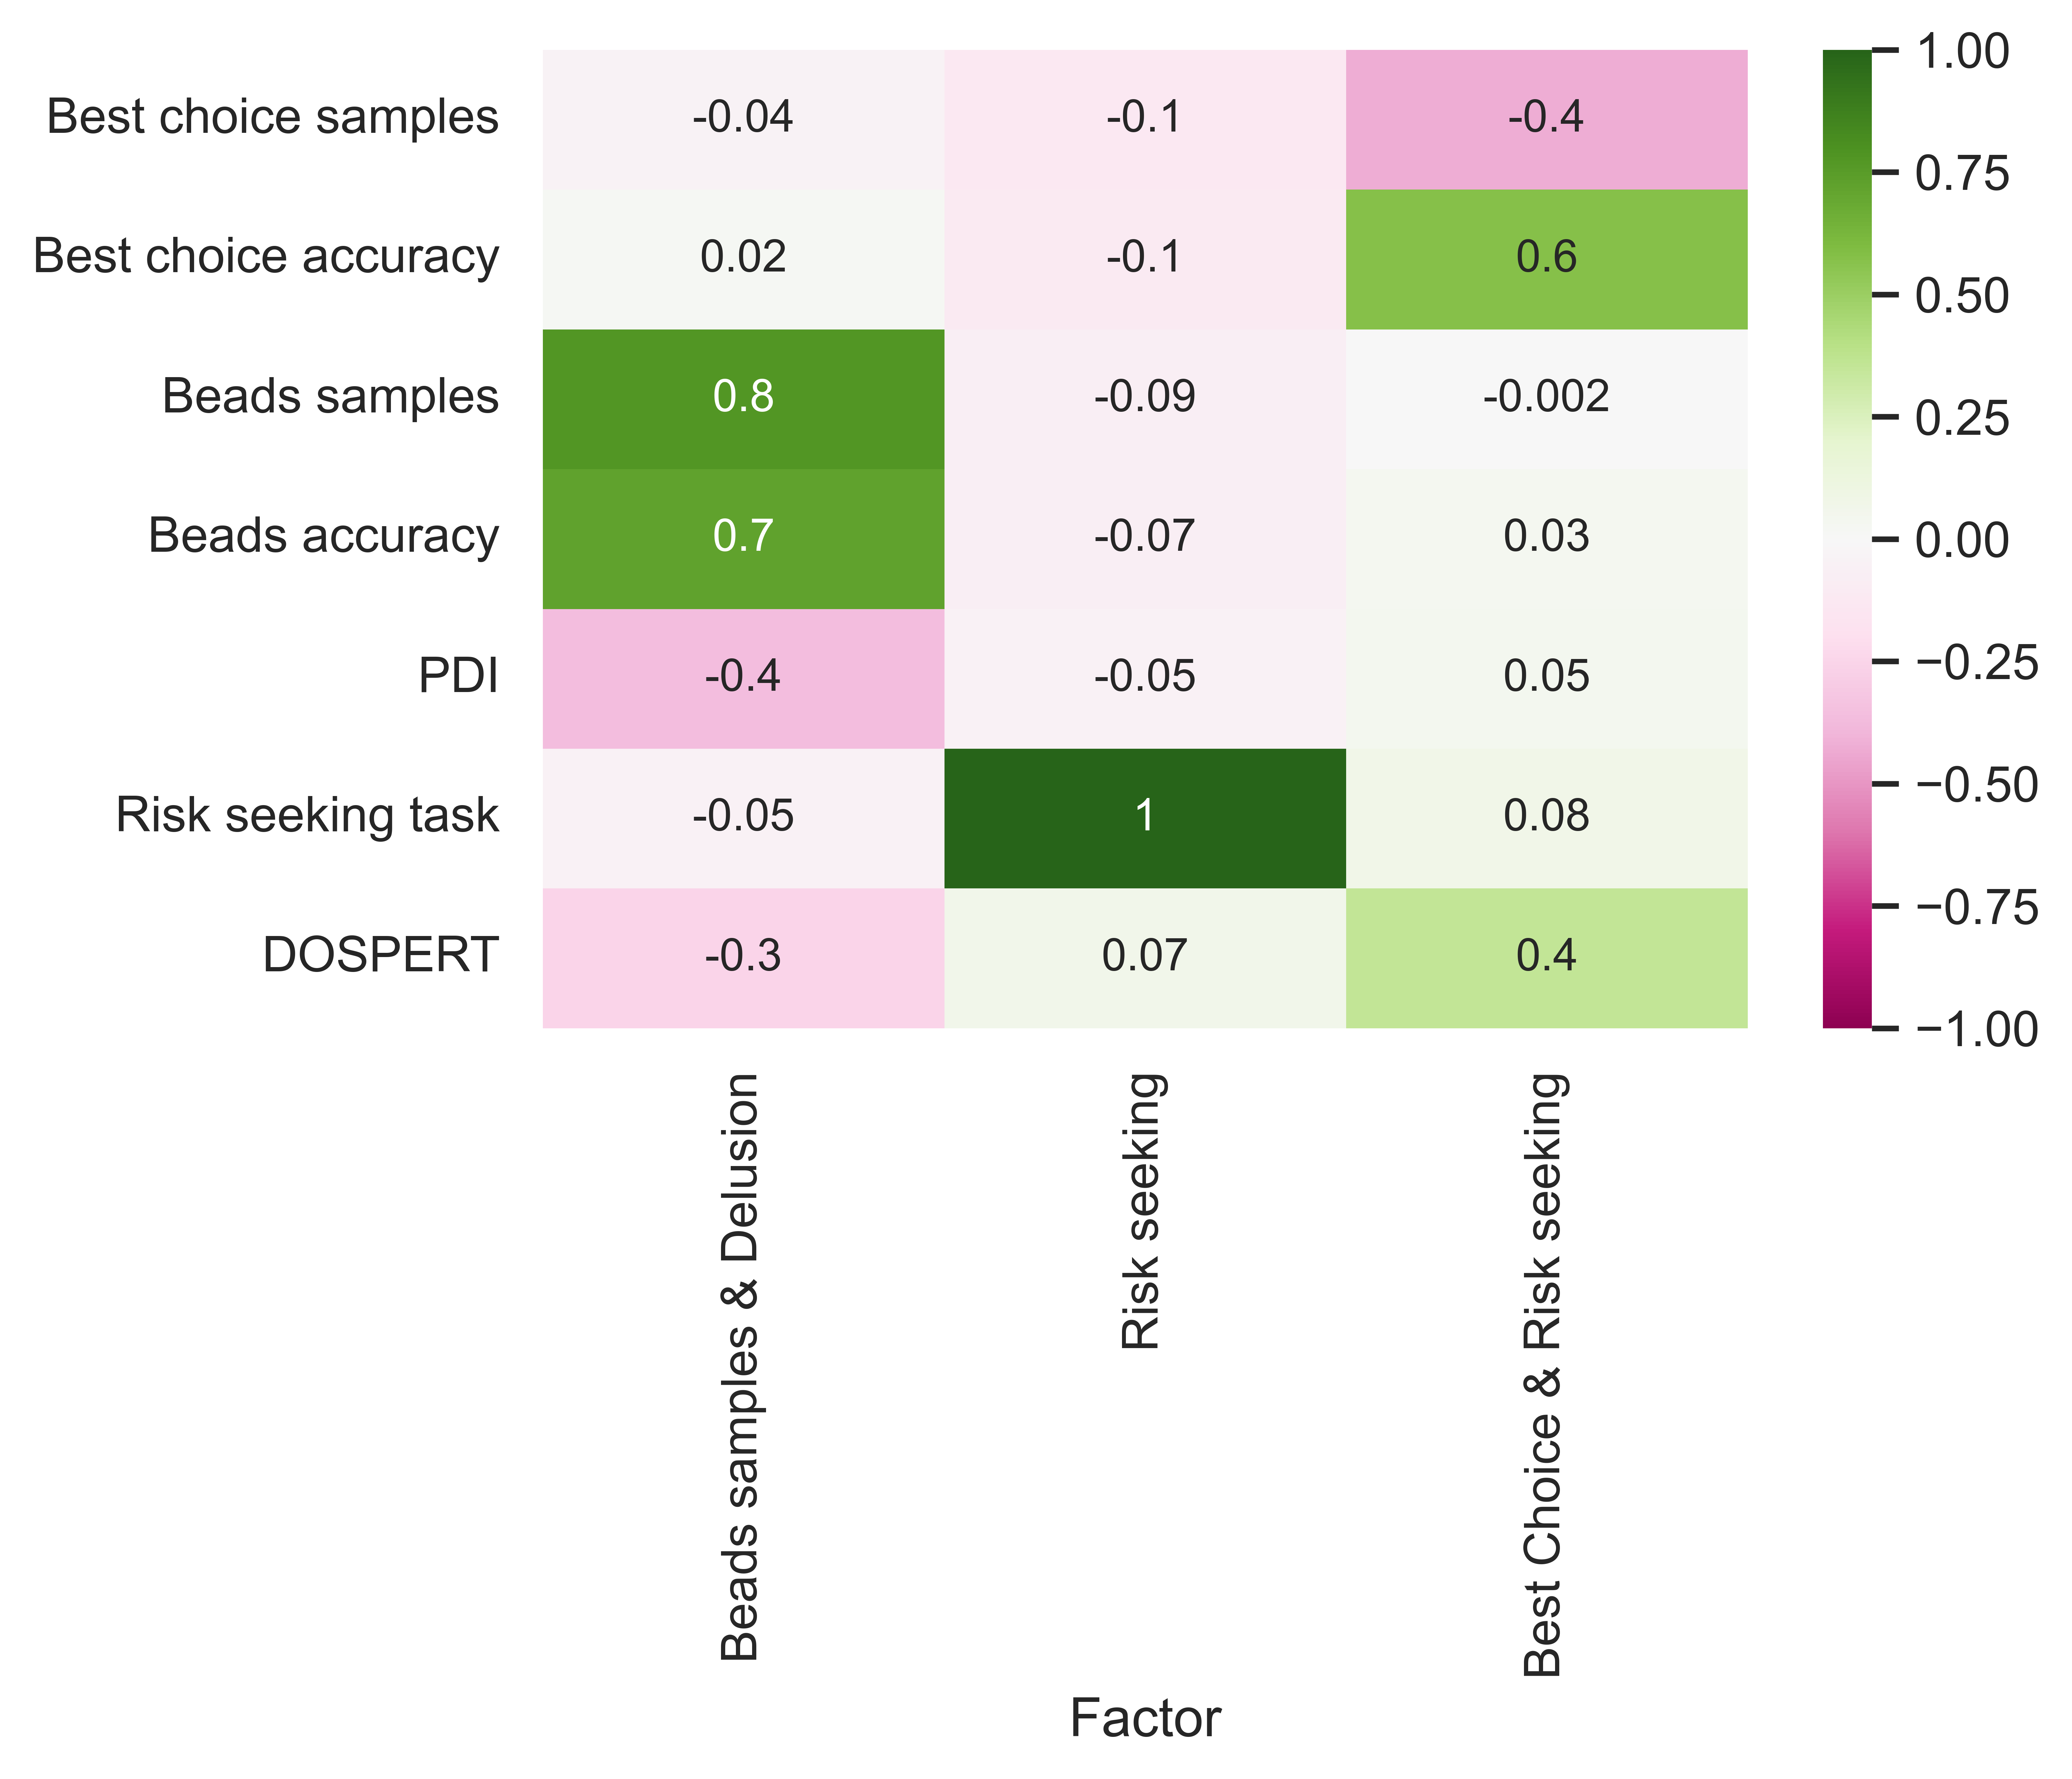 Best choice samples -0.04 -0.1 -0.4
Best choice accuracy 0.02 -0.1 0.6
Beads samples 0.8 -0.09 -0.002
Beads accuracy 0.7 -0.07 0.03
PDI -0.4 -0.05 0.05
Risk seeking task -0.05 1 0.08
DOSPERT -0.3 0.07 0.4
1.00
0.75
0.50
0.25
0.00
−0.25
−0.50
−0.75
−1.00
Beads samples & Delusion
Risk seeking
Best Choice & Risk seeking
Factor